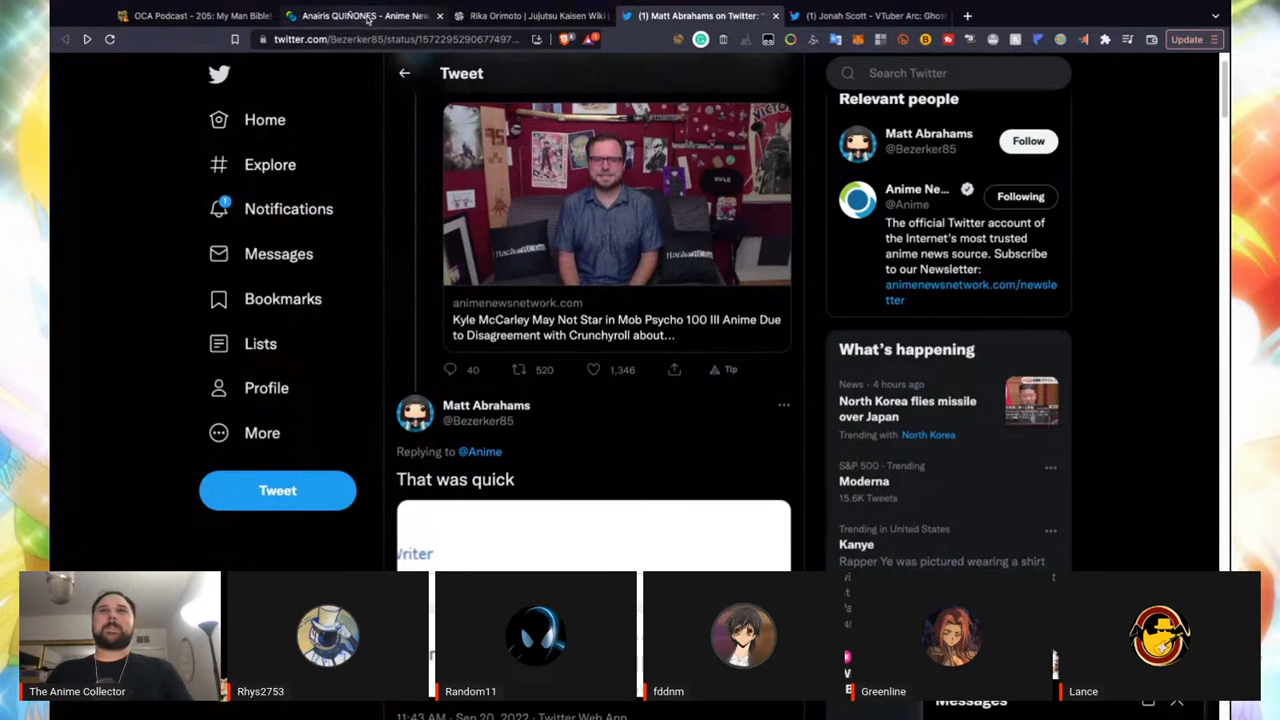 OCA Podcast - 205: My Man Bible!
Anairis QUIÑONES - Anime New
Rika Orimoto | Jujutsu Kaisen Wiki
(1) Matt Abrahams on Twitter: "
(1) Jonah Scott - VTuber Arc: Ghost
twitter.com/Bezerker85/status/1572295290677497...
Update
Tweet
Search Twitter
Home
Explore
Notifications
1
Messages
Bookmarks
Lists
Profile
More
Tweet
animenewsnetwork.com
Kyle McCarley May Not Star in Mob Psycho 100 III Anime Due
to Disagreement with Crunchyroll about...
40
520
1,346
Tip
Matt Abrahams
@Bezerker85
Replying to @Anime
That was quick
Writer
11:43 AM · Sep 20, 2022 · Twitter Web App
Relevant people
Matt Abrahams
@Bezerker85
Follow
Anime Ne...
@Anime
Following
The official Twitter account of
the Internet's most trusted
anime news source. Subscribe
to our Newsletter:
animenewsnetwork.com/newsle
tter
What's happening
News · 4 hours ago
North Korea flies missile
over Japan
Trending with North Korea
S&P 500 · Trending
Moderna
15.6K Tweets
Trending in United States
Kanye
Rapper Ye was pictured wearing a shirt
Messages
The Anime Collector
Rhys2753
Random11
fddnm
Greenline
Lance